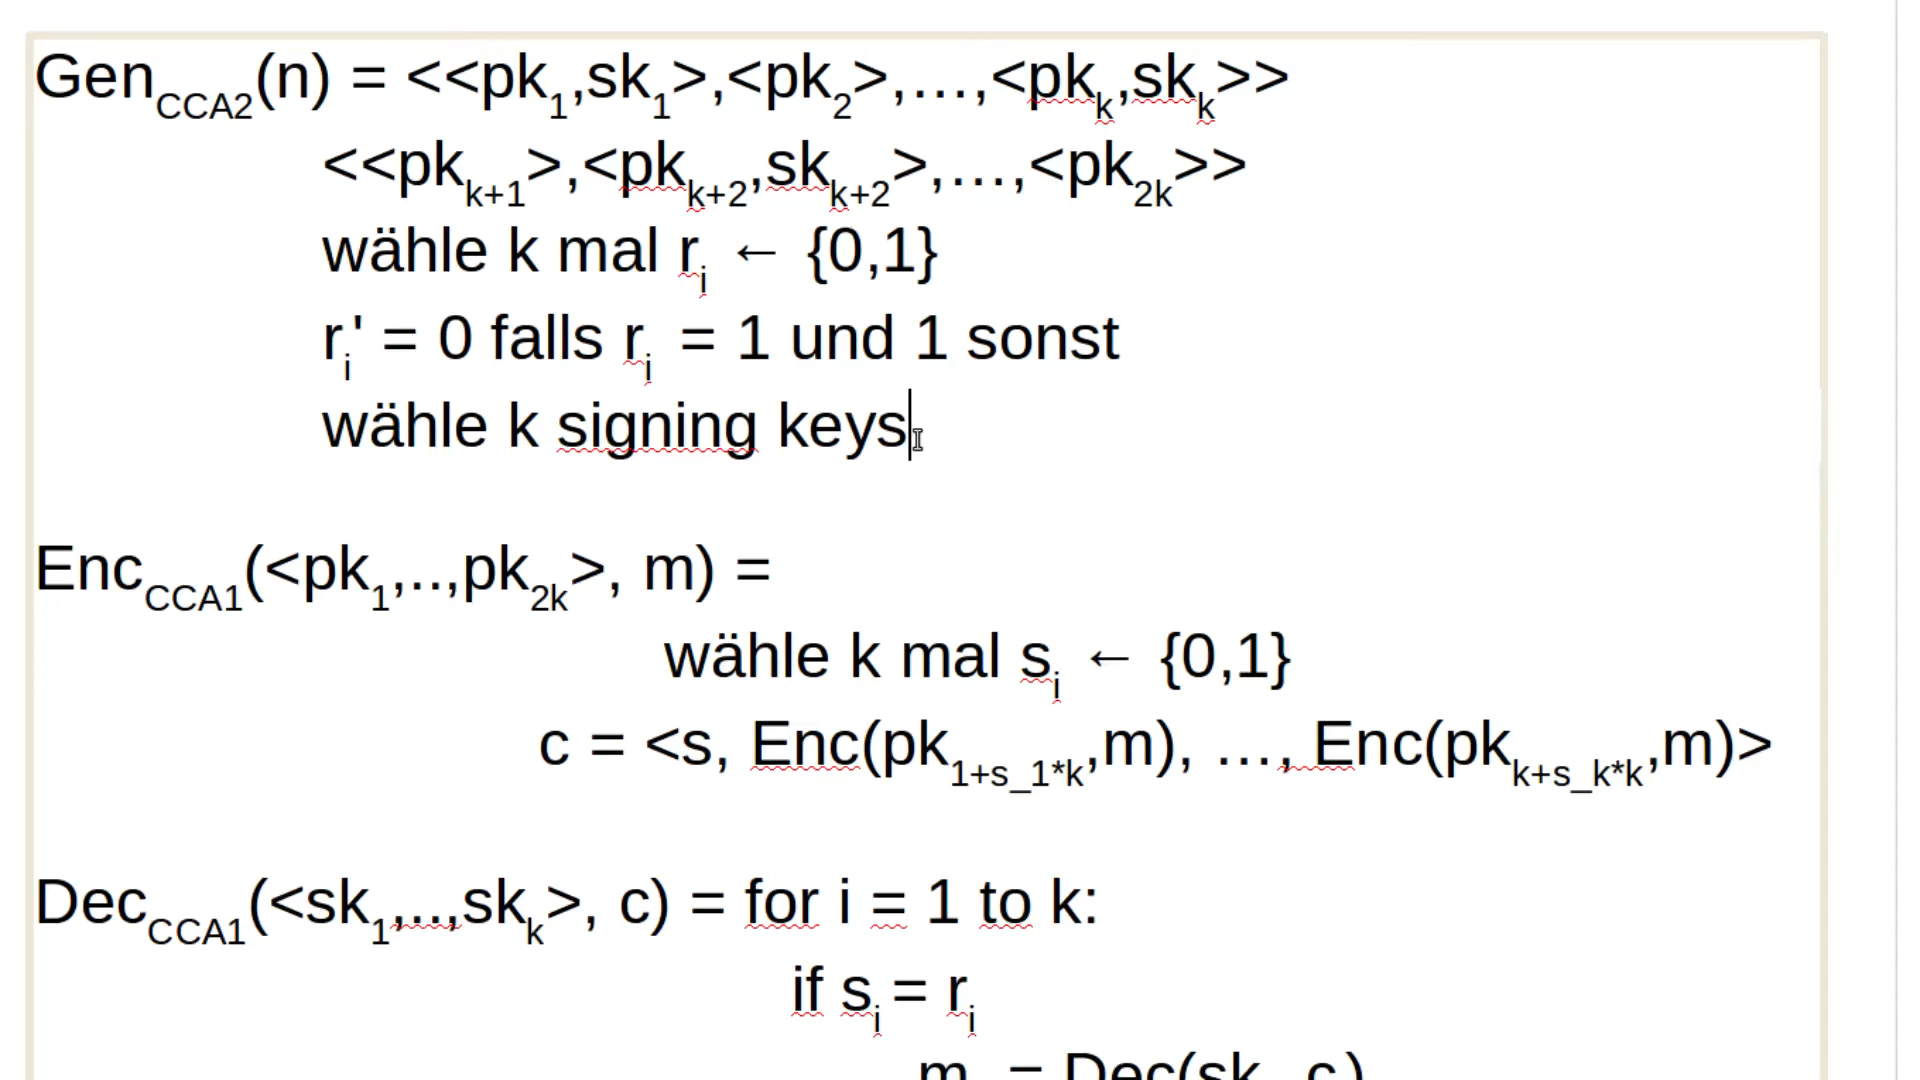 Gen_CCA2(n) = <<pk_1,sk_1>,<pk_2>,…,<pk_k,sk_k>>
<<pk_k+1>,<pk_k+2,sk_k+2>,…,<pk_2k>>
wähle k mal r_i ← {0,1}
r_i' = 0 falls r_i = 1 und 1 sonst
wähle k signing keys
Enc_CCA1(<pk_1,..,pk_2k>, m) =
wähle k mal s_i ← {0,1}
c = <s, Enc(pk_1+s_1*k,m), …, Enc(pk_k+s_k*k,m)>
Dec_CCA1(<sk_1,..,sk_k>, c) = for i = 1 to k:
if s_i = r_i
m = Dec(sk , c )